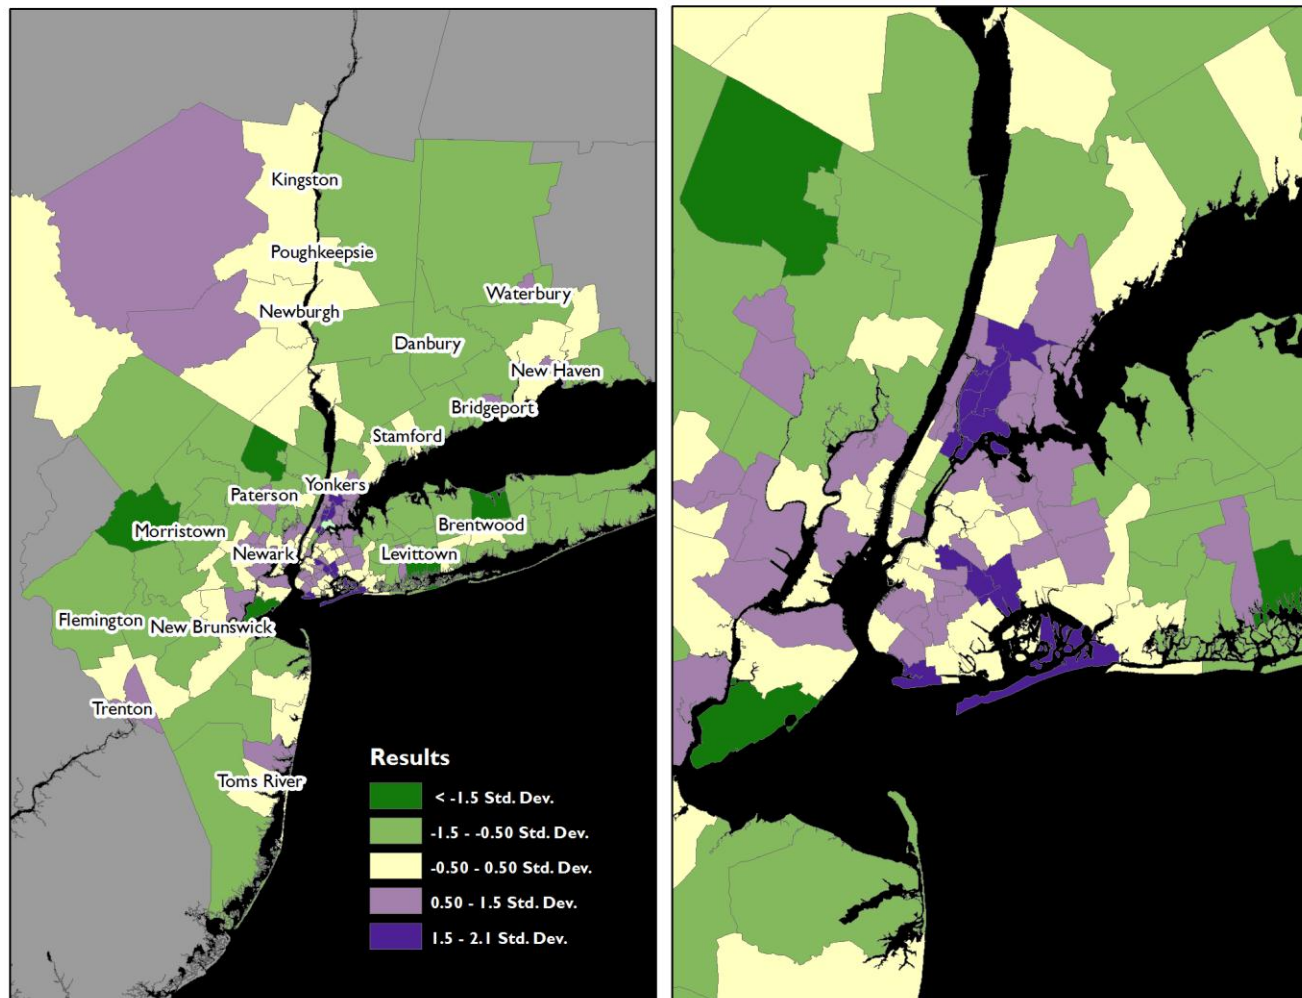 Kingston
Poughkeepsie
Waterbury
Newburgh
Danbury
New Haven
Bridgeport
Stamford
Yonkers
Paterson
Brentwood
Morristown
Newark
Levittown
Flemington
New Brunswick
Trenton
Toms River
Results
< -1.5 Std. Dev.
-1.5 - -0.50 Std. Dev.
-0.50 - 0.50 Std. Dev.
0.50 - 1.5 Std. Dev.
1.5 - 2.1 Std. Dev.